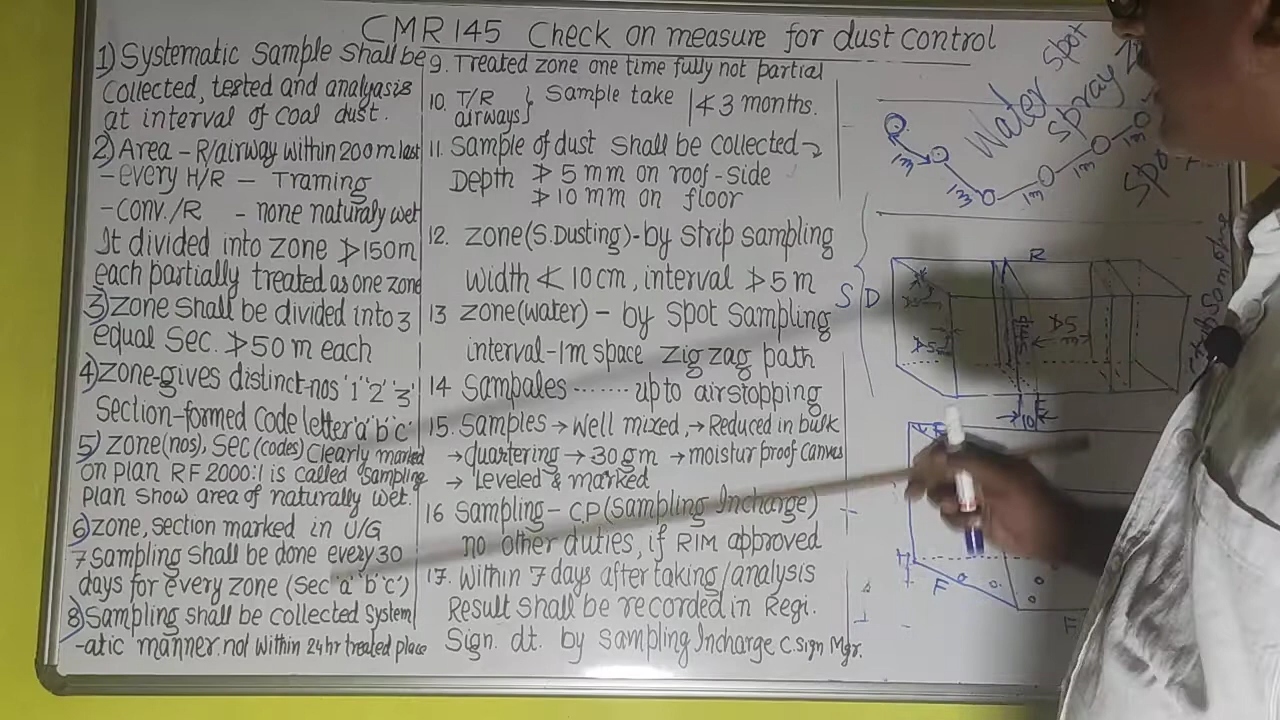 CMR 145 Check on measure for dust control
1) Systematic Sample shall be
collected, tested and analyasis
at interval of coal dust.
2) Area - R/airway within 200m last
- every H/R - Traming
- conv./R - none naturaly wet
It divided into zone ≯150m
each partially treated as one zone
3) zone shall be divided into 3
equal Sec. ≯50 m each
4) zone-gives distinct-nos '1' '2' '3'
Section-formed Code letter 'a' 'b' 'c'
5) zone(nos), Sec(codes) clearly marked
on plan RF 2000:1 is called Sampling
plan show area of naturally wet.
6) zone, section marked in U/G
7 Sampling shall be done every 30
days for every zone (Sec 'a' 'b' 'c')
8) Sampling shall be collected System
-atic manner. not within 24hr treated place
9. Treated zone one time fully not partial
10. T/R
airways } Sample take | ≮ 3 months.
11. Sample of dust shall be collected →
Depth ≯ 5 mm on roof-side
≯ 10 mm on floor
12. zone(S.Dusting)-by strip sampling
width ≮ 10cm, interval ≯ 5 m
13 zone(water) - by Spot Sampling
interval-1m space zig zag path
14 Sampales ....... up to airstopping
15. Samples → Well mixed, → Reduced in bulk
→ quartering → 30 gm → moistur proof canvas
→ Leveled & marked
16 Sampling - C.P (Sampling Incharge)
no other duties, if RIM approved
17. Within 7 days after taking/analysis
Result shall be recorded in Regi.
Sign. dt. by Sampling Incharge C.sign Mgr.
Water
Spray
Spot
Spot
1m
1m
1m
1m
S D
R
≯5
m
10
F
F